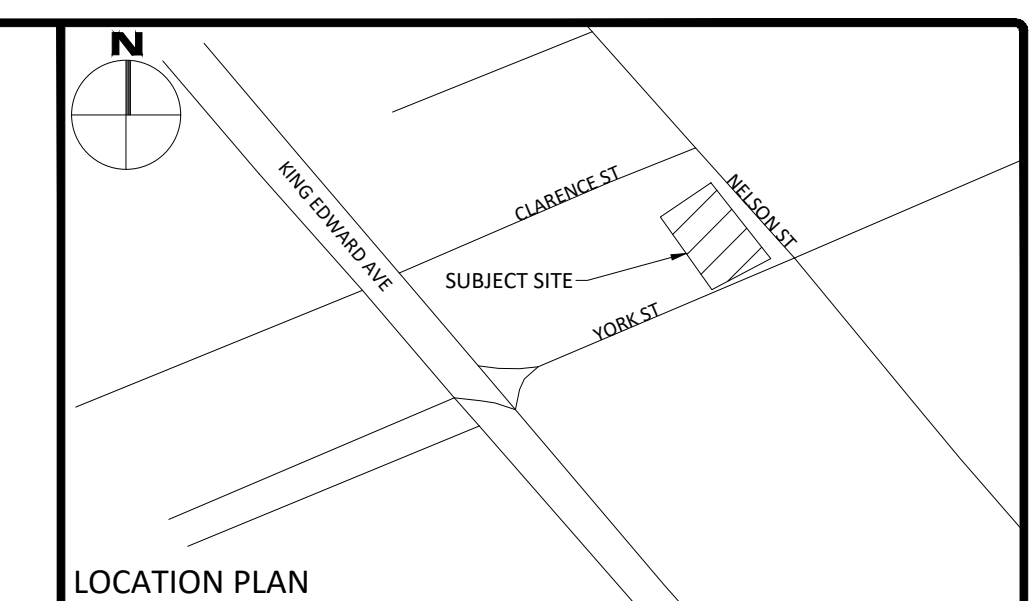 N
KING EDWARD AVE
CLARENCE ST
NELSON ST
SUBJECT SITE
YORK ST
LOCATION PLAN